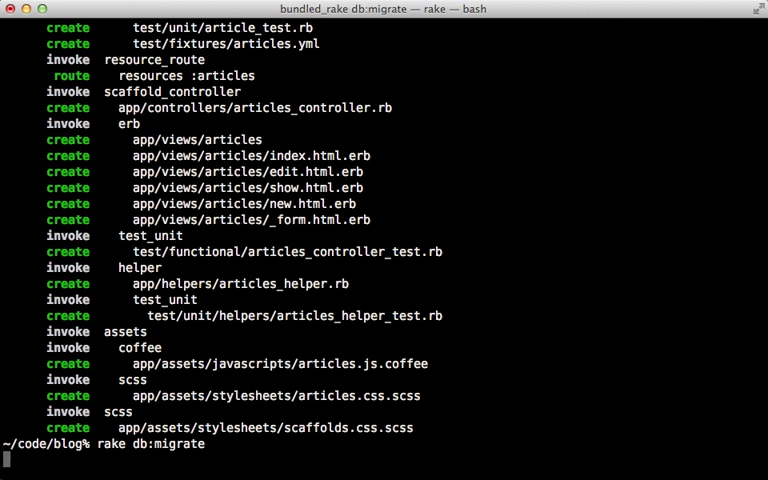 bundled_rake db:migrate — rake — bash
create test/unit/article_test.rb
create test/fixtures/articles.yml
invoke resource_route
route resources :articles
invoke scaffold_controller
create app/controllers/articles_controller.rb
invoke erb
create app/views/articles
create app/views/articles/index.html.erb
create app/views/articles/edit.html.erb
create app/views/articles/show.html.erb
create app/views/articles/new.html.erb
create app/views/articles/_form.html.erb
invoke test_unit
create test/functional/articles_controller_test.rb
invoke helper
create app/helpers/articles_helper.rb
invoke test_unit
create test/unit/helpers/articles_helper_test.rb
invoke assets
invoke coffee
create app/assets/javascripts/articles.js.coffee
invoke scss
create app/assets/stylesheets/articles.css.scss
invoke scss
create app/assets/stylesheets/scaffolds.css.scss
~/code/blog% rake db:migrate